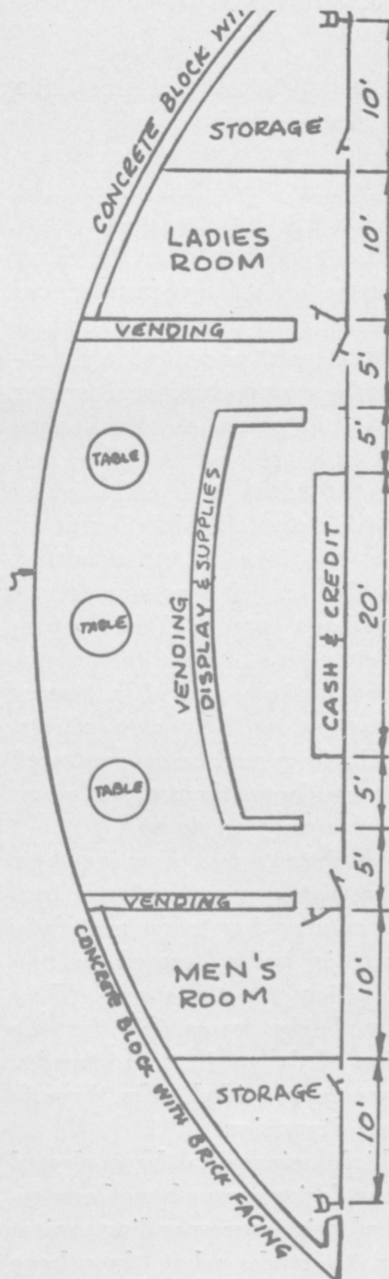 CONCRETE BLOCK
STORAGE
10'
LADIES
ROOM
10'
VENDING
5'
5'
TABLE
TABLE
TABLE
VENDING
DISPLAY & SUPPLIES
CASH & CREDIT
20'
5'
5'
VENDING
MEN'S
ROOM
10'
STORAGE
10'
CONCRETE BLOCK WITH BRICK FACING